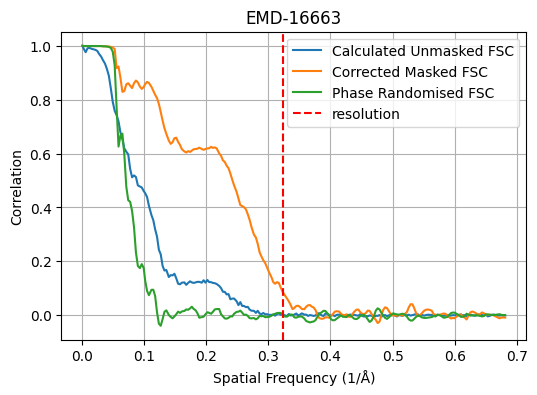 EMD-16663
Calculated Unmasked FSC
Corrected Masked FSC
Phase Randomised FSC
resolution
Correlation
1.0
0.8
0.6
0.4
0.2
0.0
0.0 0.1 0.2 0.3 0.4 0.5 0.6 0.7
Spatial Frequency (1/Å)